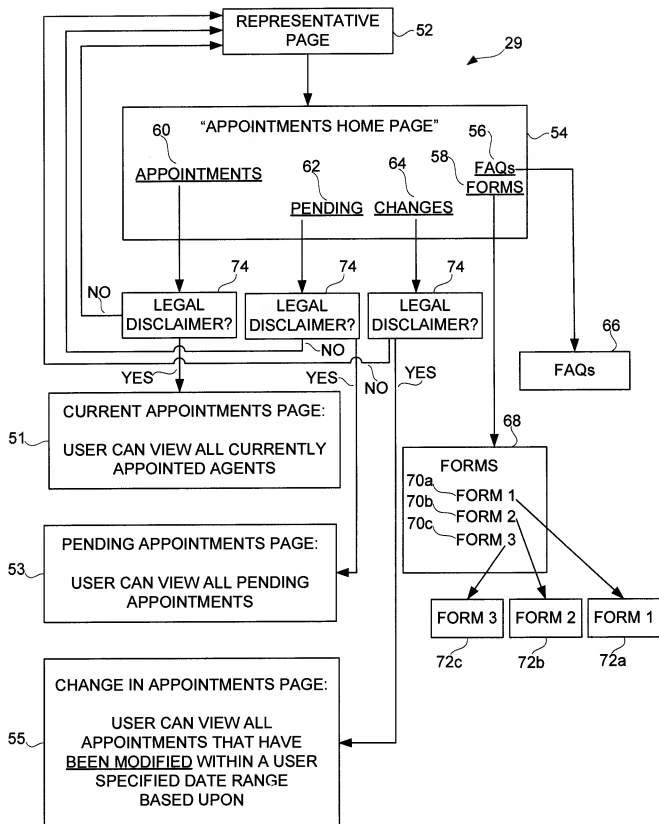 REPRESENTATIVE
PAGE
52
29
"APPOINTMENTS HOME PAGE"
54
60
APPOINTMENTS
62
PENDING
64
CHANGES
56
FAQs
58
FORMS
74
LEGAL
DISCLAIMER?
74
LEGAL
DISCLAIMER?
74
LEGAL
DISCLAIMER?
NO
NO
NO
YES
YES
YES
66
FAQs
51
CURRENT APPOINTMENTS PAGE:
USER CAN VIEW ALL CURRENTLY
APPOINTED AGENTS
68
FORMS
70a
FORM 1
70b
FORM 2
70c
FORM 3
53
PENDING APPOINTMENTS PAGE:
USER CAN VIEW ALL PENDING
APPOINTMENTS
FORM 3
FORM 2
FORM 1
72c
72b
72a
55
CHANGE IN APPOINTMENTS PAGE:
USER CAN VIEW ALL
APPOINTMENTS THAT HAVE
BEEN MODIFIED WITHIN A USER
SPECIFIED DATE RANGE
BASED UPON